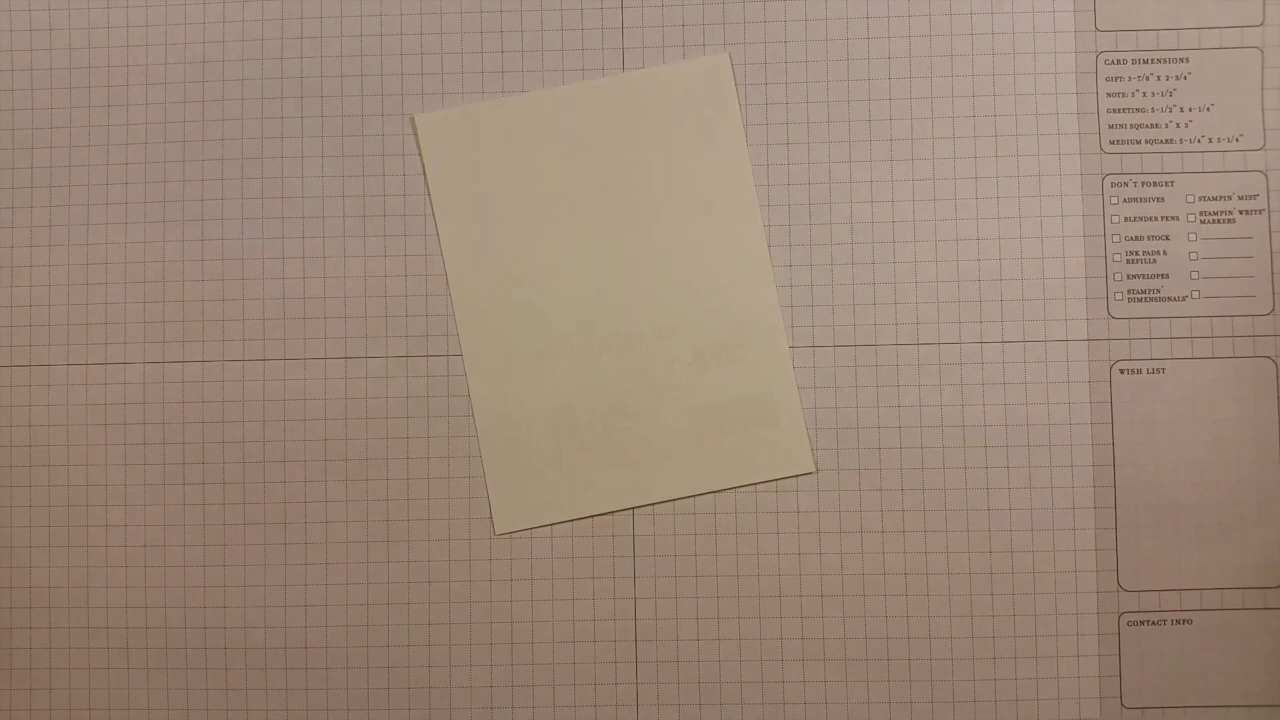 CARD DIMENSIONS
GIFT: 3-7/8" X 2-3/4"
NOTE: 5" X 3-1/2"
GREETING: 5-1/2" X 4-1/4"
MINI SQUARE: 3" X 3"
MEDIUM SQUARE: 5-1/4" X 5-1/4"
DON'T FORGET
ADHESIVES
BLENDER PENS
CARD STOCK
INK PADS &
REFILLS
ENVELOPES
STAMPIN'
DIMENSIONALS®
STAMPIN' MIST®
STAMPIN' WRITE®
MARKERS
WISH LIST
CONTACT INFO